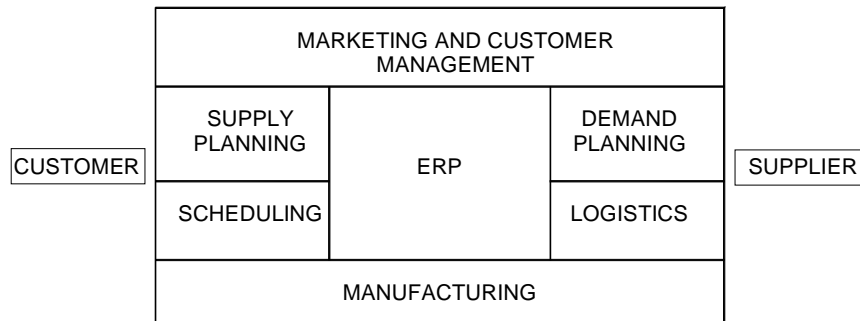 MARKETING AND CUSTOMER
MANAGEMENT
SUPPLY
PLANNING
DEMAND
PLANNING
CUSTOMER
ERP
SUPPLIER
SCHEDULING
LOGISTICS
MANUFACTURING